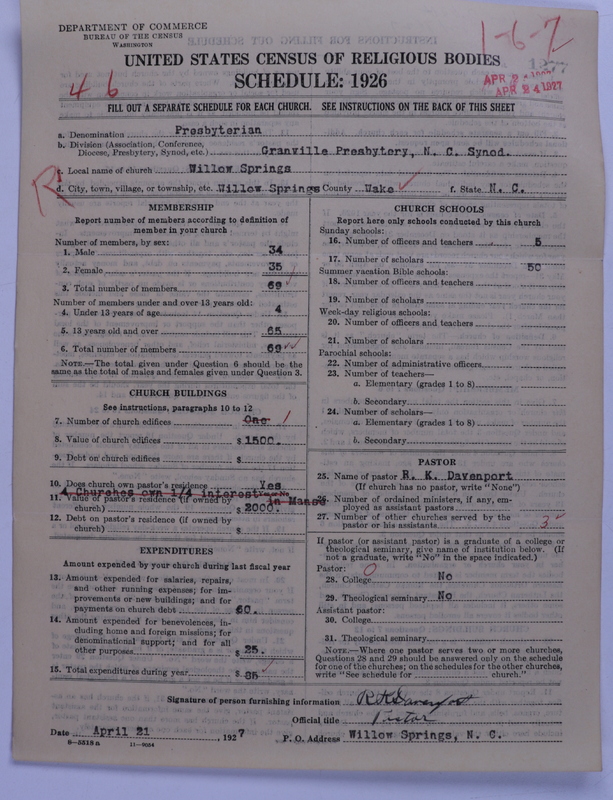 DEPARTMENT OF COMMERCE
BUREAU OF THE CENSUS
WASHINGTON
1-6-7
4 6
APR 24 1927
UNITED STATES CENSUS OF RELIGIOUS BODIES
SCHEDULE: 1926
FILL OUT A SEPARATE SCHEDULE FOR EACH CHURCH. SEE INSTRUCTIONS ON THE BACK OF THIS SHEET
a. Denomination Presbyterian
b. Division (Association, Conference, Diocese, Presbytery, Synod, etc.) Granville Presbytery, N. C. Synod.
c. Local name of church Willow Springs
R
d. City, town, village, or township, etc. Willow Springs County Wake f. State N. C.
MEMBERSHIP
Report number of members according to definition of
member in your church
Number of members, by sex:
1. Male 34
2. Female 35
3. Total number of members 69
Number of members under and over 13 years old:
4. Under 13 years of age 4
5. 13 years old and over 65
6. Total number of members 69
NOTE.—The total given under Question 6 should be the
same as the total of males and females given under Question 3.
CHURCH BUILDINGS
See instructions, paragraphs 10 to 12
7. Number of church edifices One 1
8. Value of church edifices $ 1500.
9. Debt on church edifices $
10. Does church own pastor's residence Yes
Yes or No
4 Churches own 1/4 interest in Manse
11. Value of pastor's residence (if owned by
church) $ 2000.
12. Debt on pastor's residence (if owned by
church) $
EXPENDITURES
Amount expended by your church during last fiscal year
13. Amount expended for salaries, repairs,
and other running expenses; for im-
provements or new buildings; and for
payments on church debt $ 60.
14. Amount expended for benevolences, in-
cluding home and foreign missions; for
denominational support; and for all
other purposes $ 25.
15. Total expenditures during year $ 85
CHURCH SCHOOLS
Report here only schools conducted by this church
Sunday schools:
16. Number of officers and teachers 5
17. Number of scholars 50
Summer vacation Bible schools:
18. Number of officers and teachers
19. Number of scholars
Week-day religious schools:
20. Number of officers and teachers
21. Number of scholars
Parochial schools:
22. Number of administrative officers
23. Number of teachers—
a. Elementary (grades 1 to 8)
b. Secondary
24. Number of scholars—
a. Elementary (grades 1 to 8)
b. Secondary
PASTOR
25. Name of pastor R. K. Davenport
(If church has no pastor, write "None")
26. Number of ordained ministers, if any, em-
ployed as assistant pastors
27. Number of other churches served by the
pastor or his assistants 3
If pastor (or assistant pastor) is a graduate of a college or
theological seminary, give name of institution below. (If
not a graduate, write "No" in the space indicated.)
Pastor: 0
28. College No
29. Theological seminary No
Assistant pastor:
30. College
31. Theological seminary
NOTE.—Where one pastor serves two or more churches,
Questions 28 and 29 should be answered only on the schedule
for one of the churches; on the schedules for the other churches,
write "See schedule for church."
Signature of person furnishing information R K Davenport
Official title Pastor
Date April 21 1927 P. O. Address Willow Springs, N. C.
8-5518 a 11-9024